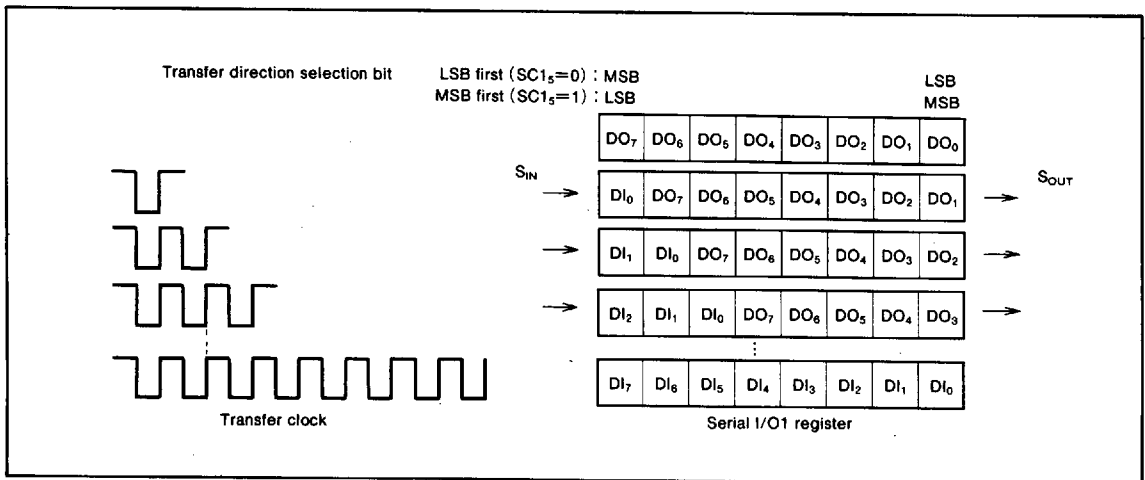 Transfer direction selection bit LSB first (SC1₅=0) : MSB LSB
MSB first (SC1₅=1) : LSB MSB
DO₇ DO₆ DO₅ DO₄ DO₃ DO₂ DO₁ DO₀
S_IN DI₀ DO₇ DO₆ DO₅ DO₄ DO₃ DO₂ DO₁ S_OUT
DI₁ DI₀ DO₇ DO₆ DO₅ DO₄ DO₃ DO₂
DI₂ DI₁ DI₀ DO₇ DO₆ DO₅ DO₄ DO₃
DI₇ DI₆ DI₅ DI₄ DI₃ DI₂ DI₁ DI₀
Transfer clock Serial I/O1 register